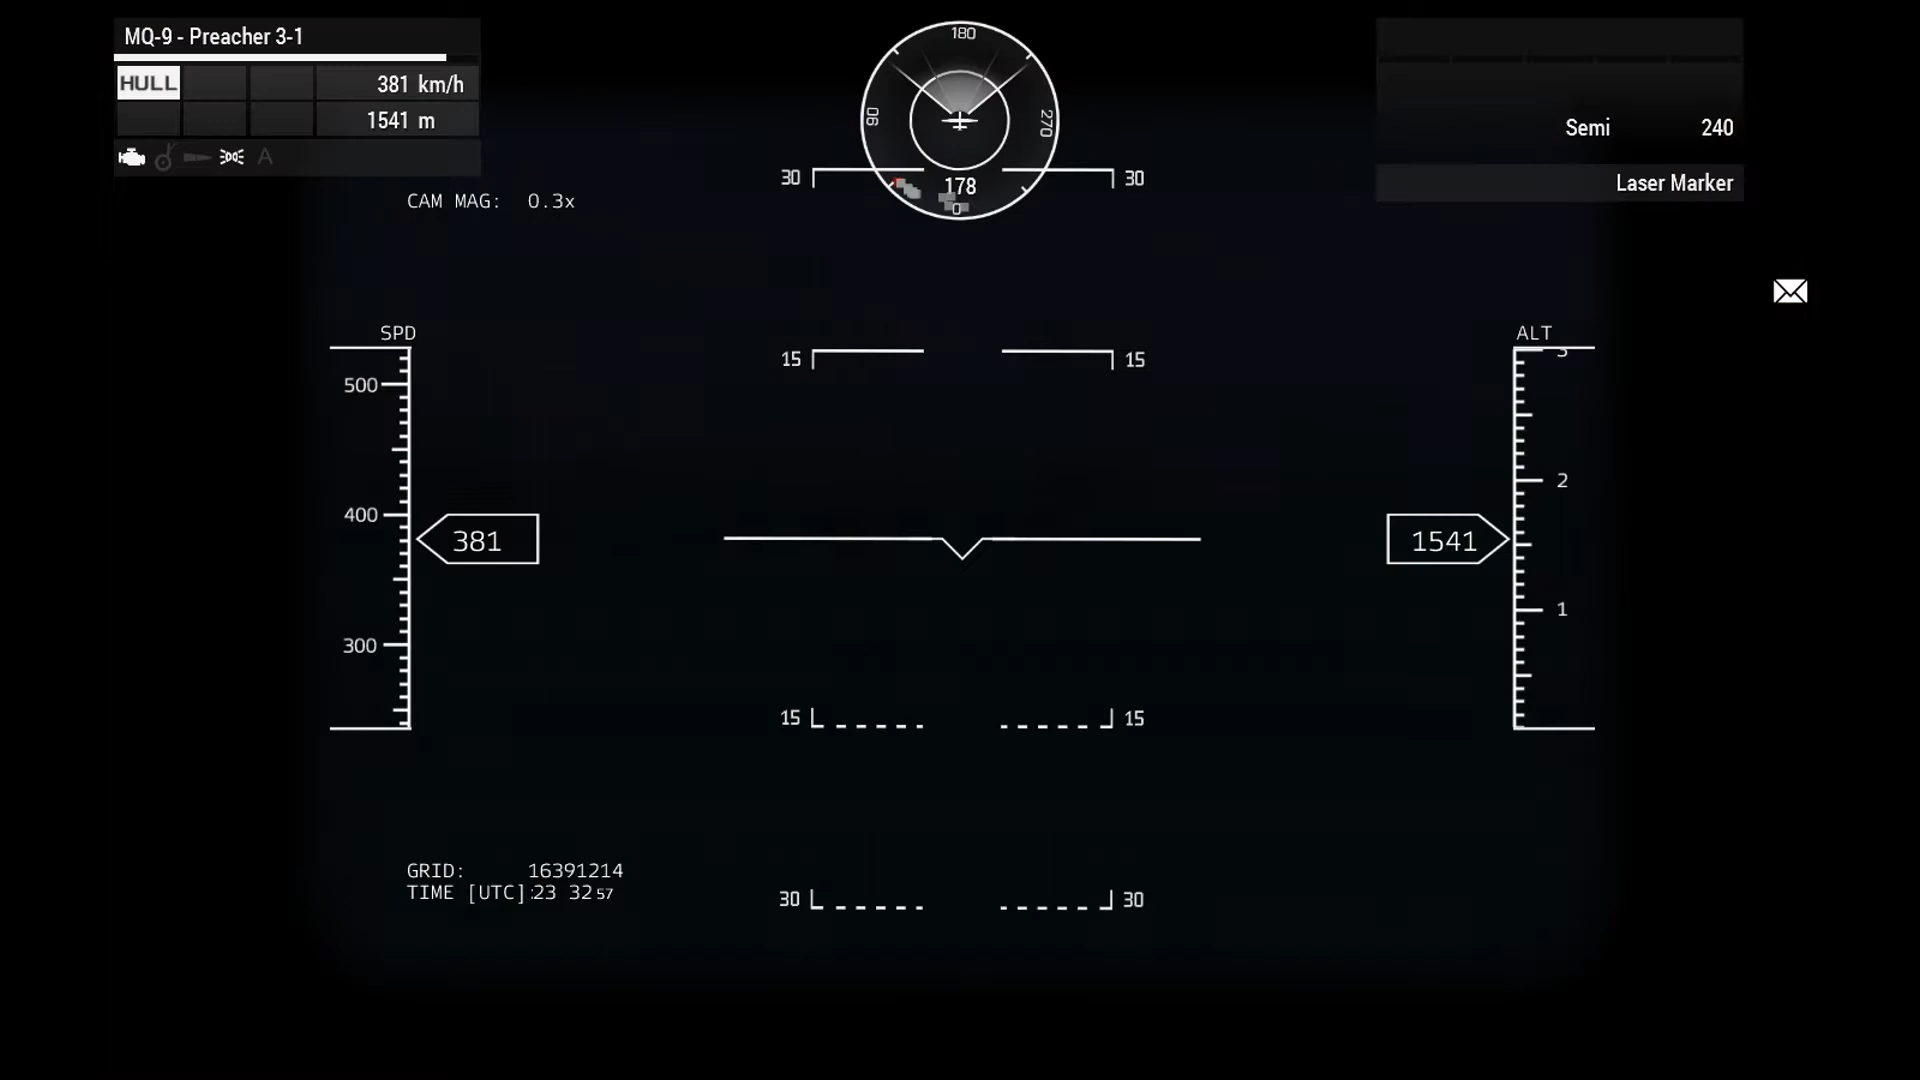 MQ-9 - Preacher 3-1
HULL
381 km/h
1541 m
A
CAM MAG: 0.3x
180
90
270
178
0
30 30
Semi 240
Laser Marker
15 15
SPD
500
400
300
381
ALT
3
2
1
1541
15 15
30 30
GRID: 16391214
TIME [UTC]:23 32 57